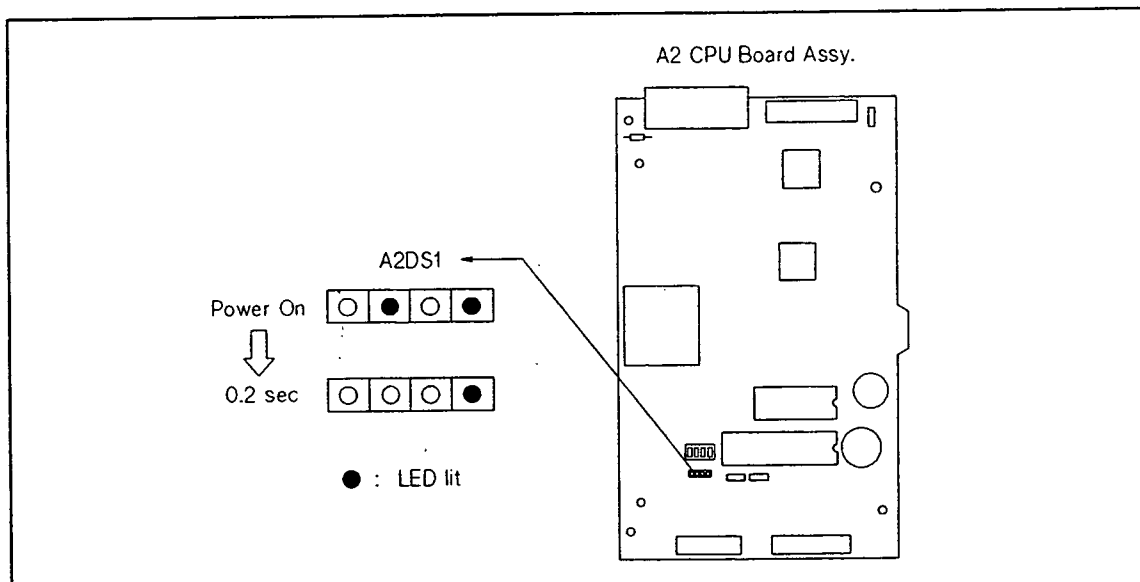 A2 CPU Board Assy.
A2DS1
Power On
0.2 sec
● : LED lit